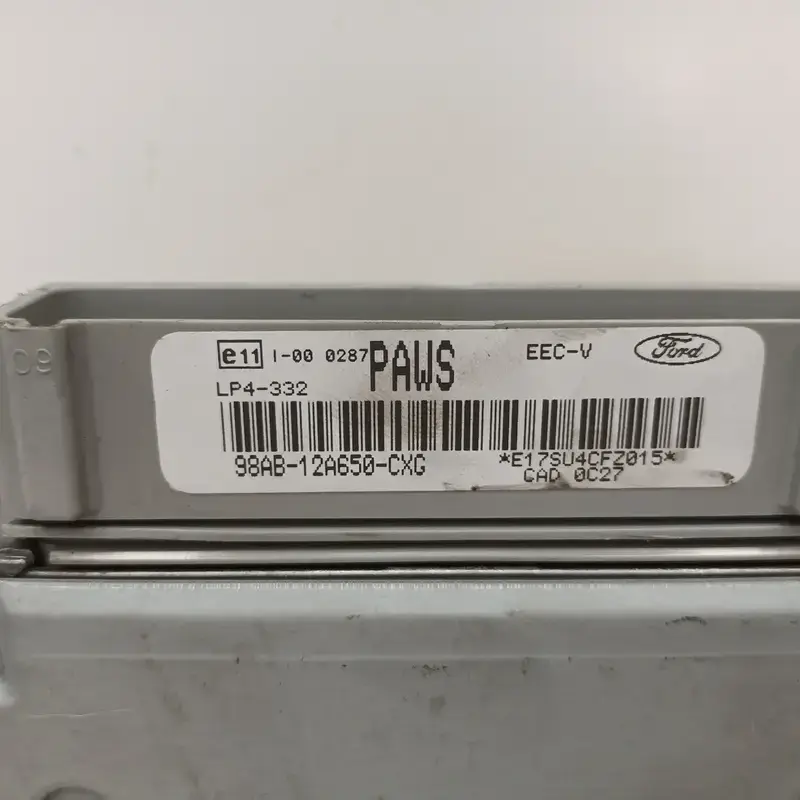 e11 I-00 0287 PAWS EEC-V Ford
LP4-332
98AB-12A650-CXG *E17SU4CFZ015*
CAD 0C27
C9